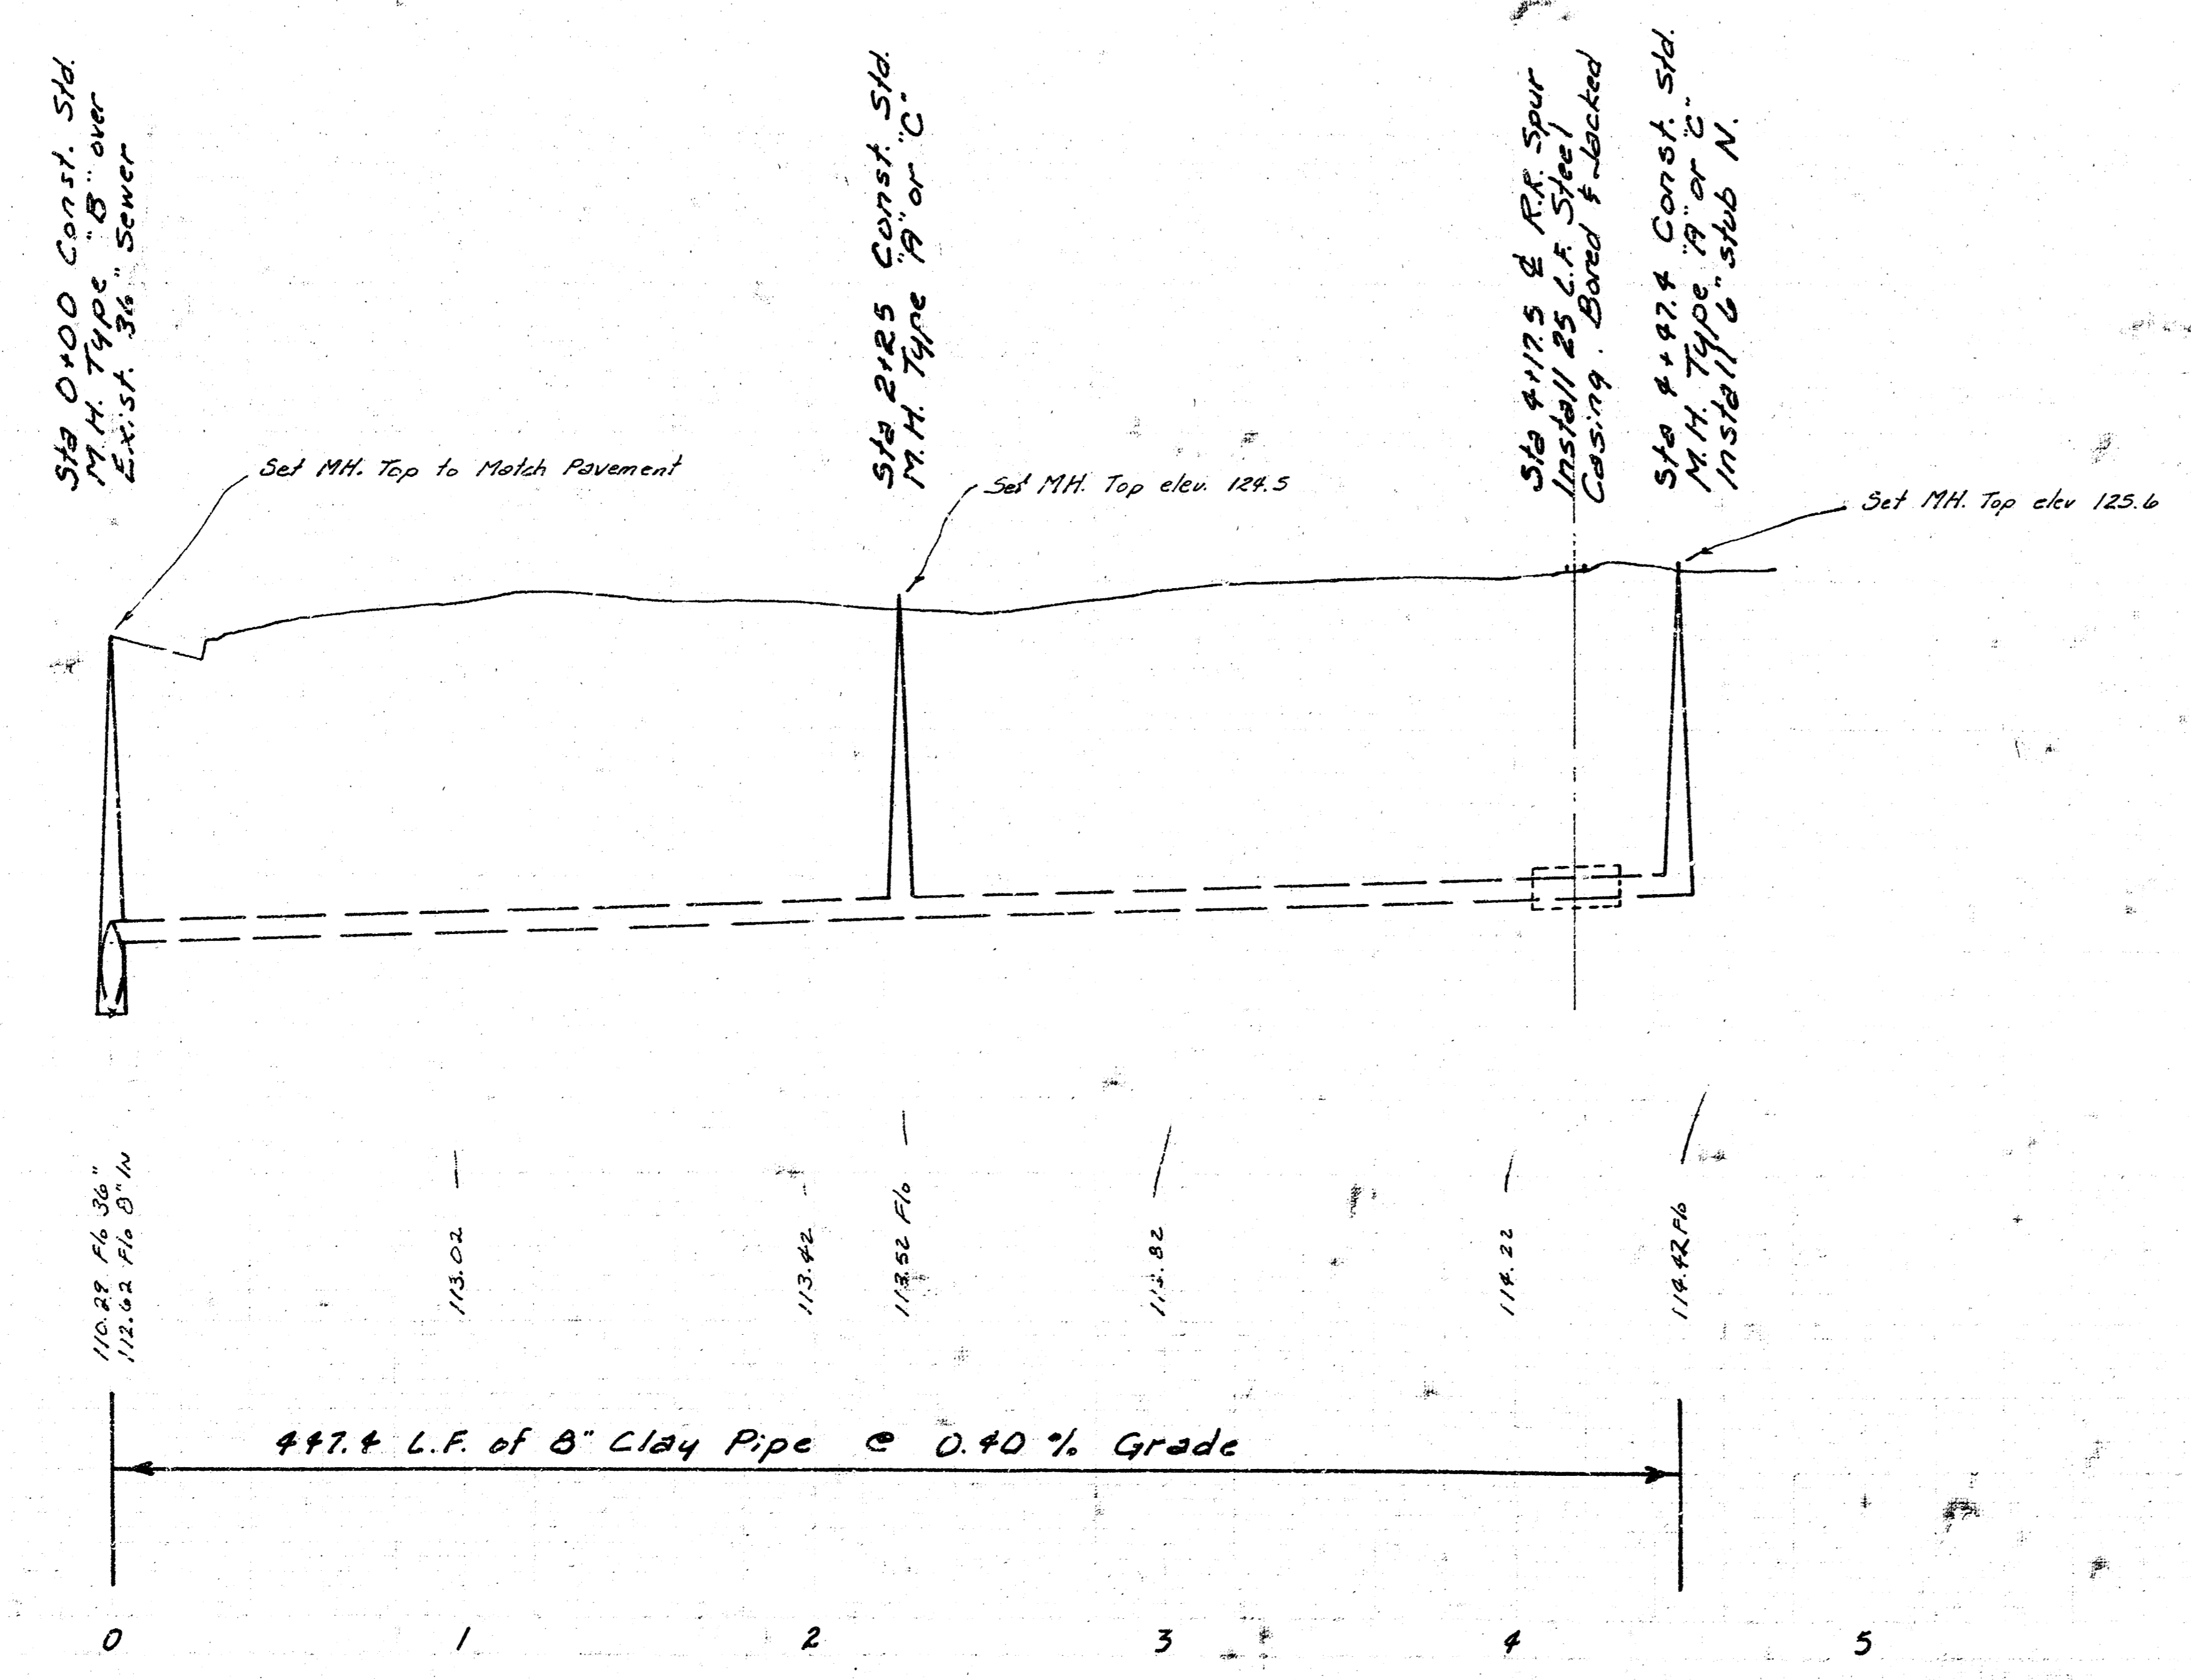 Sta 0+00 Const. Std.
M.H. Type "B" over
Exist. 36" Sewer
Sta 2+25 Const. Std.
M.H. Type "A" or "C"
Sta 4+17.5 ℄ R.R. Spur
Install 25 L.F. Steel
Casing. Bored & Jacked
Sta 4+47.4 Const. Std.
M.H. Type "A" or "C"
Install 6" stub N.
Set MH. Top to Match Pavement
Set MH. Top elev. 124.5
Set MH. Top elev 125.6
110.29 Flo 36"
112.62 Flo 8" IN
113.02
113.42
113.52 Flo
113.82
114.22
114.42 Flo
447.4 L.F. of 8" Clay Pipe @ 0.40% Grade
0 1 2 3 4 5